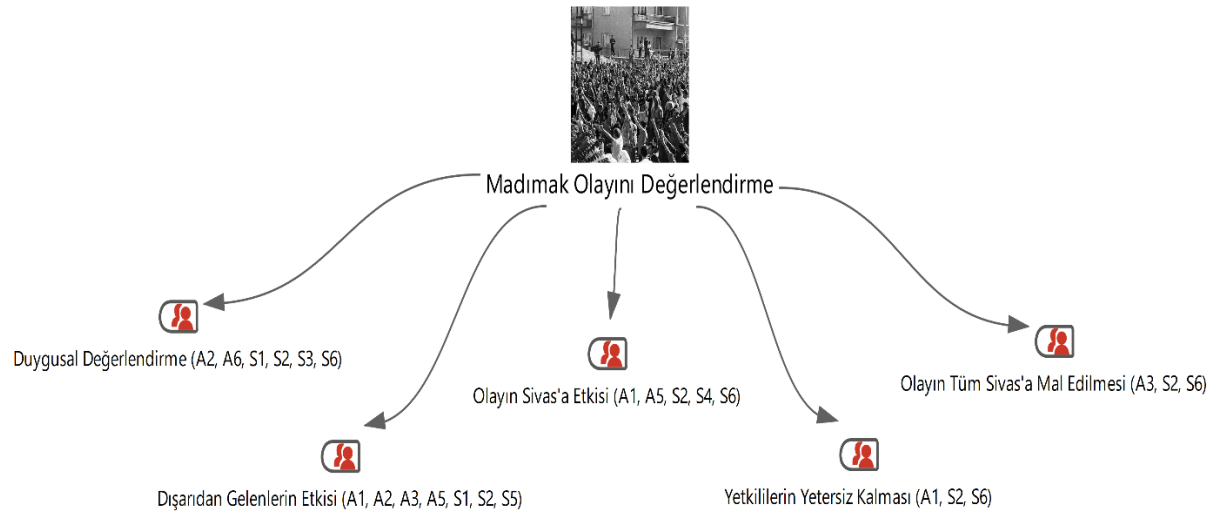 Madımak Olayını Değerlendirme
Duygusal Değerlendirme (A2, A6, S1, S2, S3, S6)
Dışarıdan Gelenlerin Etkisi (A1, A2, A3, A5, S1, S2, S5)
Olayın Sivas'a Etkisi (A1, A5, S2, S4, S6)
Yetkililerin Yetersiz Kalması (A1, S2, S6)
Olayın Tüm Sivas'a Mal Edilmesi (A3, S2, S6)